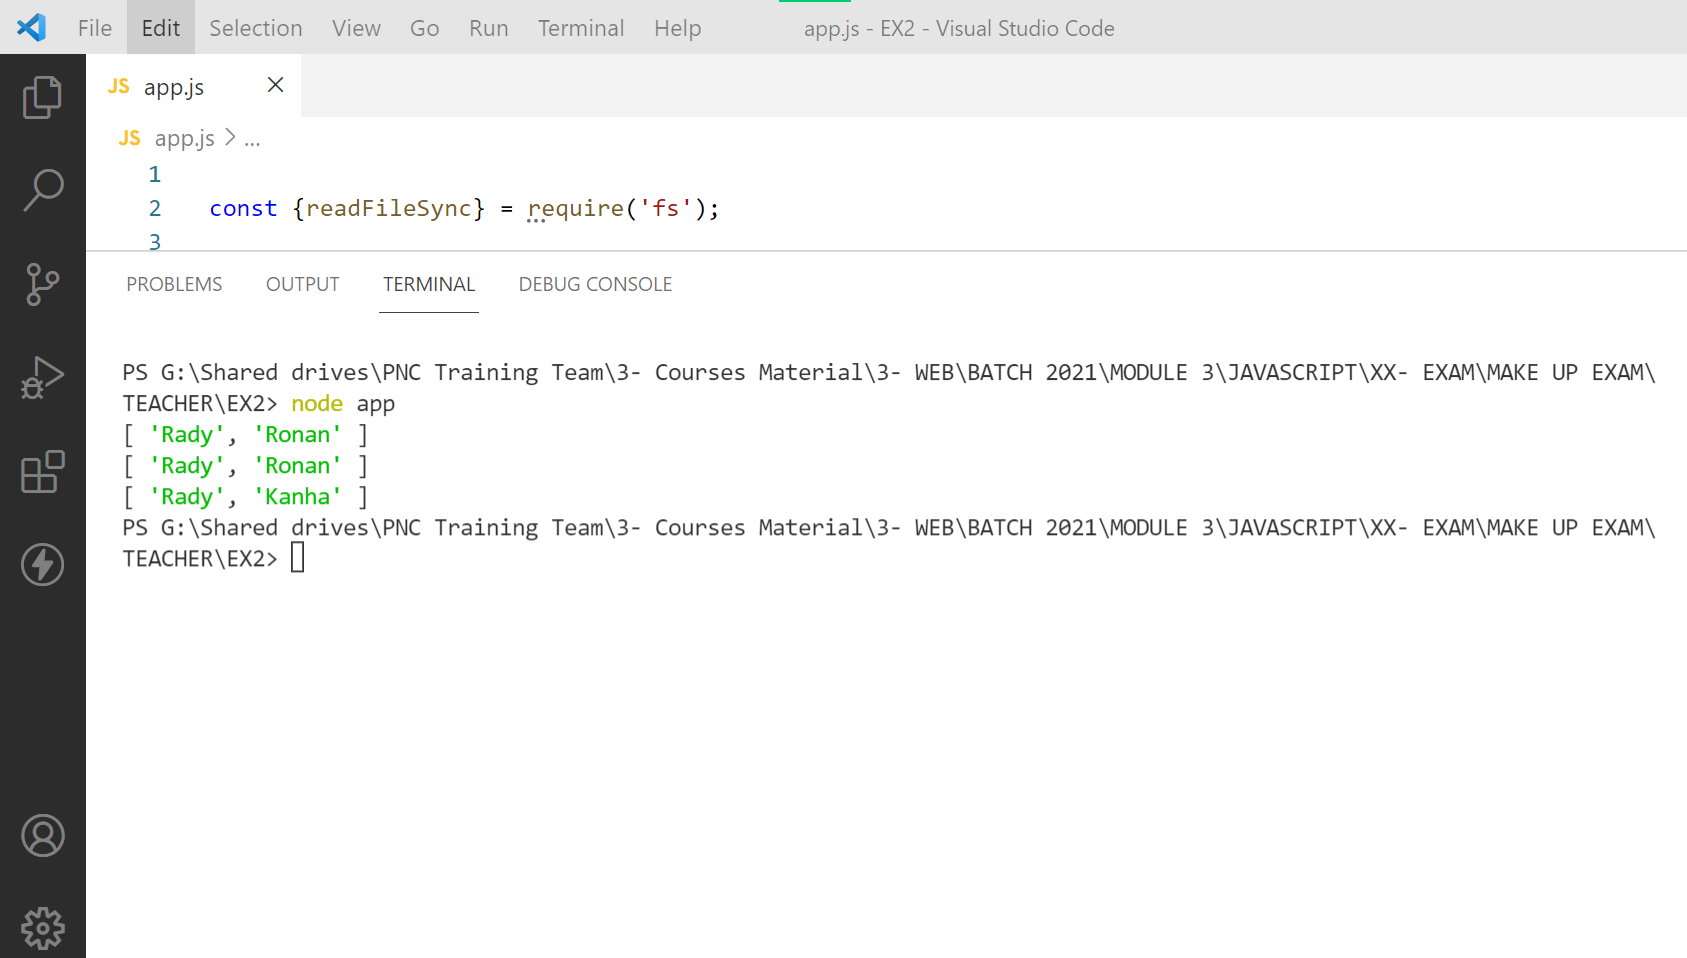 File Edit Selection View Go Run Terminal Help app.js - EX2 - Visual Studio Code
JS app.js
JS app.js > ...
1
2 const {readFileSync} = require('fs');
3
PROBLEMS OUTPUT TERMINAL DEBUG CONSOLE
PS G:\Shared drives\PNC Training Team\3- Courses Material\3- WEB\BATCH 2021\MODULE 3\JAVASCRIPT\XX- EXAM\MAKE UP EXAM\
TEACHER\EX2> node app
[ 'Rady', 'Ronan' ]
[ 'Rady', 'Ronan' ]
[ 'Rady', 'Kanha' ]
PS G:\Shared drives\PNC Training Team\3- Courses Material\3- WEB\BATCH 2021\MODULE 3\JAVASCRIPT\XX- EXAM\MAKE UP EXAM\
TEACHER\EX2>